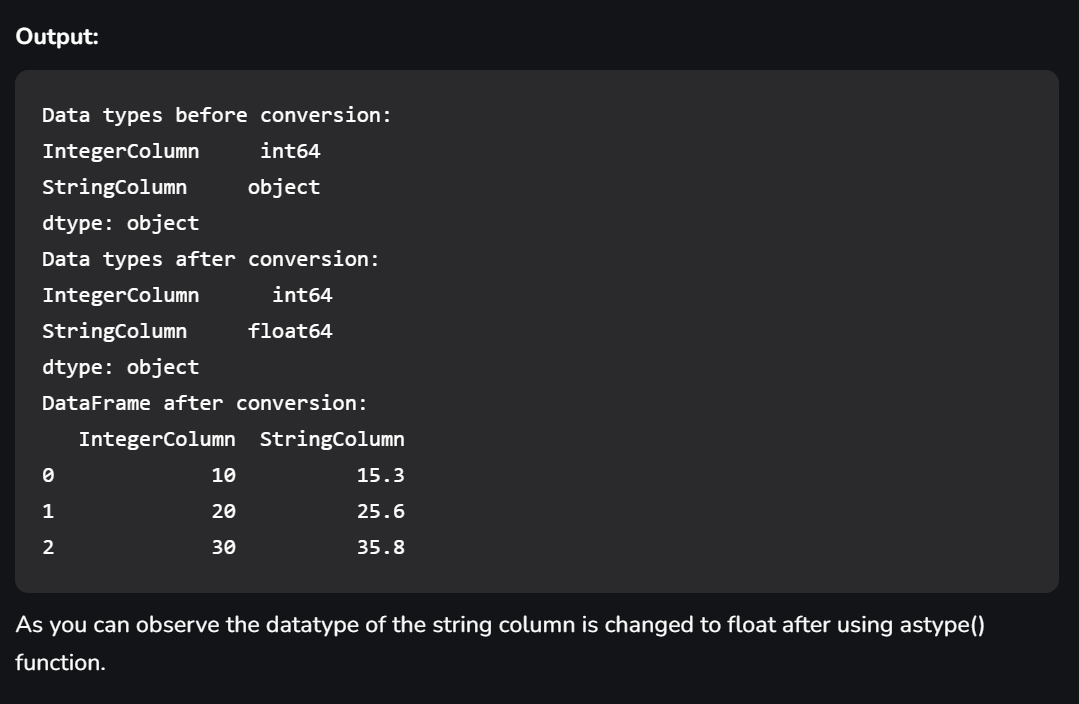 Output:
Data types before conversion:
IntegerColumn     int64
StringColumn     object
dtype: object
Data types after conversion:
IntegerColumn      int64
StringColumn     float64
dtype: object
DataFrame after conversion:
   IntegerColumn  StringColumn
0             10          15.3
1             20          25.6
2             30          35.8
As you can observe the datatype of the string column is changed to float after using astype()
function.